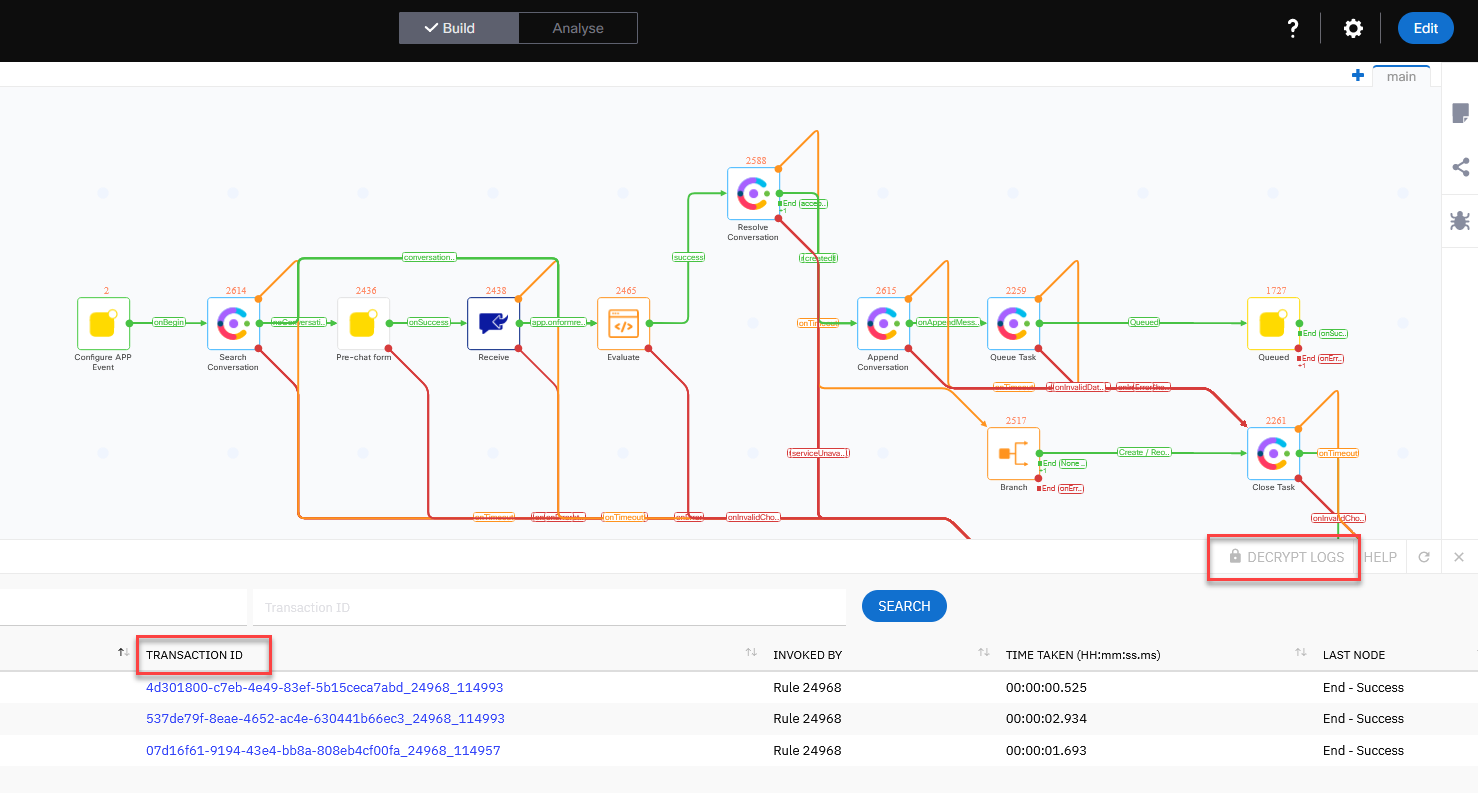 Build
Analyse
?
Edit
main
2588
End
accep..
+1
Resolve
Conversation
conversation..
success
2
2614
2436
2438
2465
2615
2259
1727
onBegin
onSuccess
app.onformre..
onAppendMess..
Queued
End
onSuc..
End
onErr..
+1
Configure APP
Event
Search
Conversation
Pre-chat form
Receive
Evaluate
Append
Conversation
Queue Task
Queued
onTimeout
onInvalidDat..
2517
2261
serviceUnava..
Create / Reo..
End
None ..
+1
End
onErr..
onTimeout
Branch
Close Task
onTimeout
onTimeout
onError
onInvalidCho..
onInvalidCho..
DECRYPT LOGS
HELP
Transaction ID
SEARCH
TRANSACTION ID
INVOKED BY
TIME TAKEN (HH:mm:ss.ms)
LAST NODE
4d301800-c7eb-4e49-83ef-5b15ceca7abd_24968_114993
Rule 24968
00:00:00.525
End - Success
537de79f-8eae-4652-ac4e-630441b66ec3_24968_114993
Rule 24968
00:00:02.934
End - Success
07d16f61-9194-43e4-bb8a-808eb4cf00fa_24968_114957
Rule 24968
00:00:01.693
End - Success